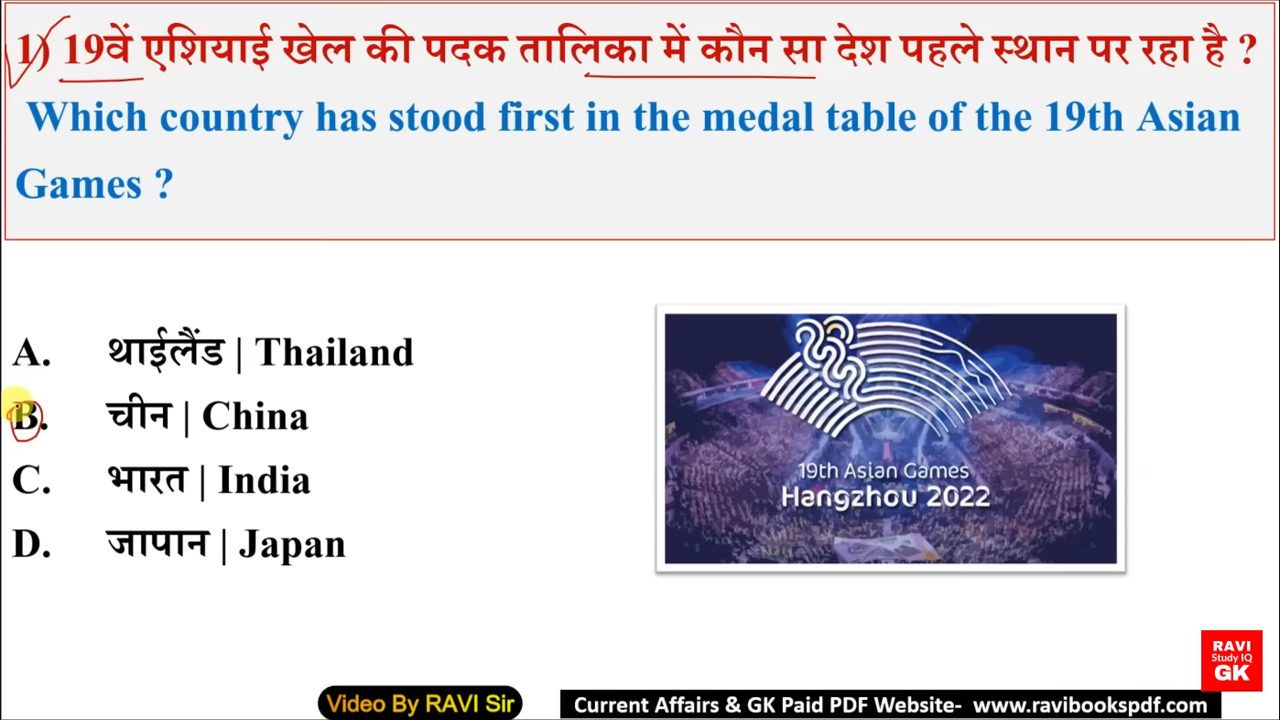 1) 19वें एशियाई खेल की पदक तालिका में कौन सा देश पहले स्थान पर रहा है ?
Which country has stood first in the medal table of the 19th Asian
Games ?
A. थाईलैंड | Thailand
B. चीन | China
C. भारत | India
D. जापान | Japan
19th Asian Games
Hangzhou 2022
RAVI
Study IQ
GK
Video By RAVI Sir
Current Affairs & GK Paid PDF Website- www.ravibookspdf.com